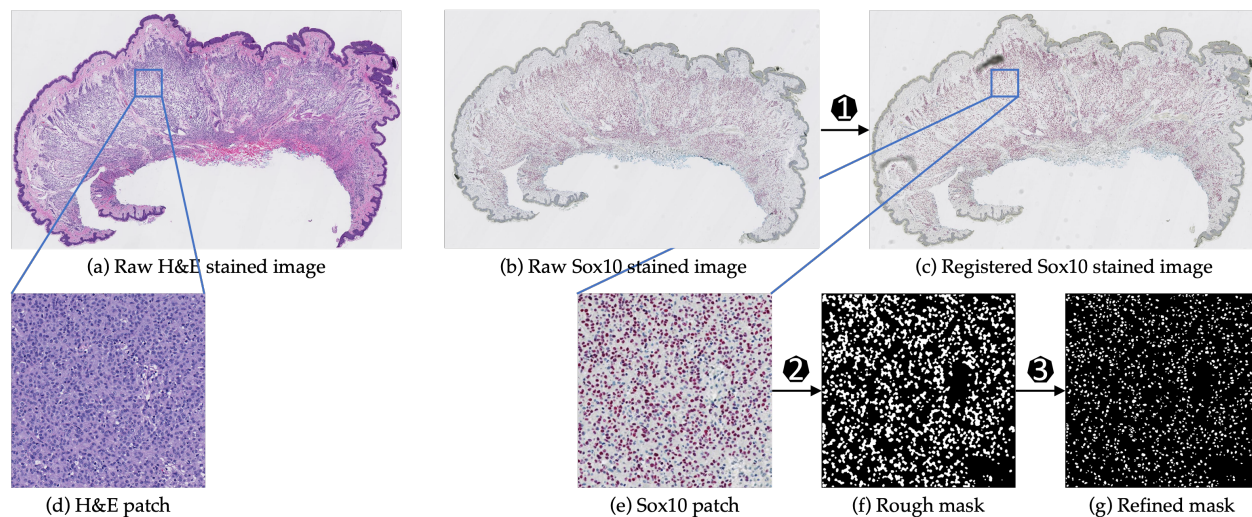 1
(a) Raw H&E stained image
(b) Raw Sox10 stained image
(c) Registered Sox10 stained image
2
3
(d) H&E patch
(e) Sox10 patch
(f) Rough mask
(g) Refined mask